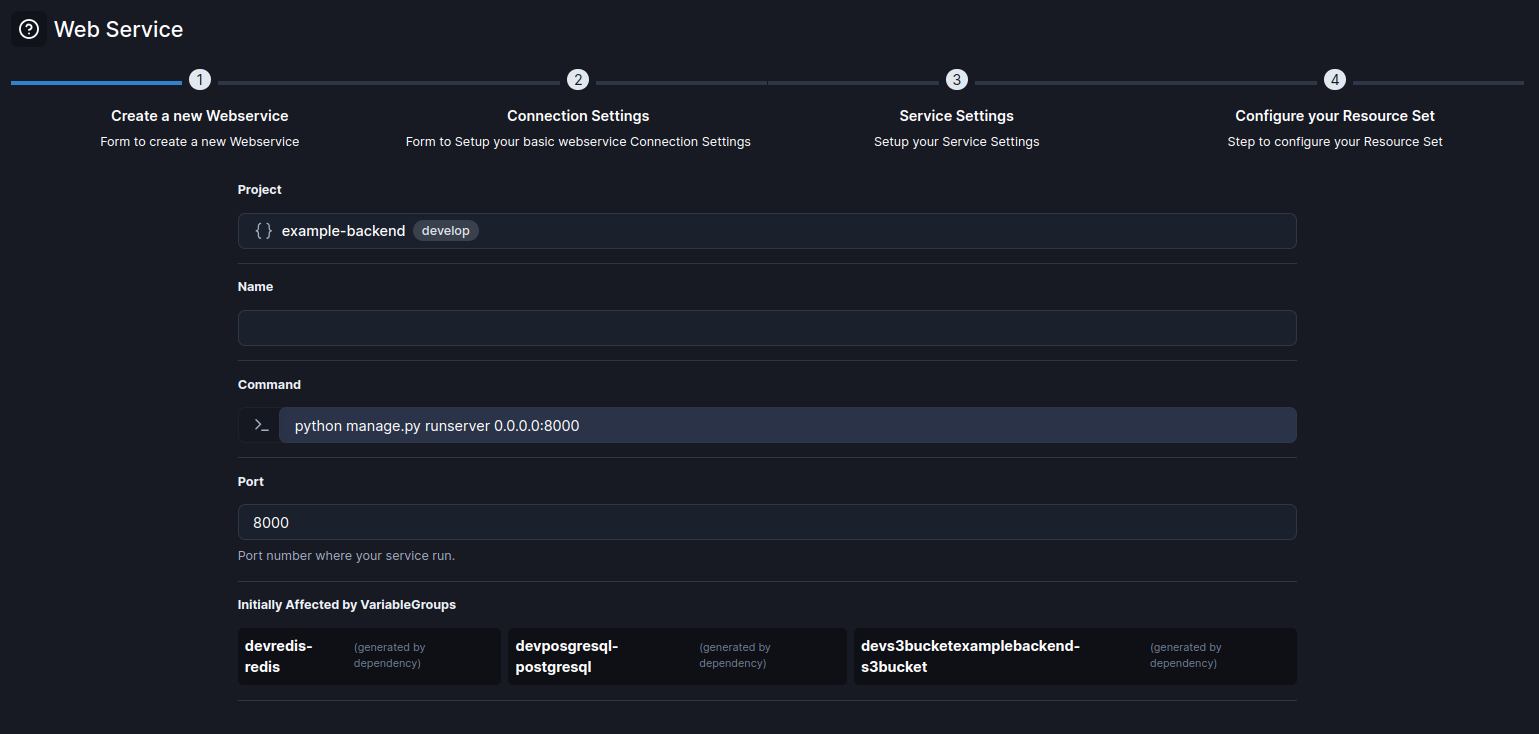 Web Service
1
2
3
4
Create a new Webservice
Connection Settings
Service Settings
Configure your Resource Set
Form to create a new Webservice
Form to Setup your basic webservice Connection Settings
Setup your Service Settings
Step to configure your Resource Set
Project
{} example-backend develop
Name
Command
>_ python manage.py runserver 0.0.0.0:8000
Port
8000
Port number where your service run.
Initially Affected by VariableGroups
devredis-
redis
(generated by
dependency)
devposgresql-
postgresql
(generated by
dependency)
devs3bucketexamplebackend-
s3bucket
(generated by
dependency)